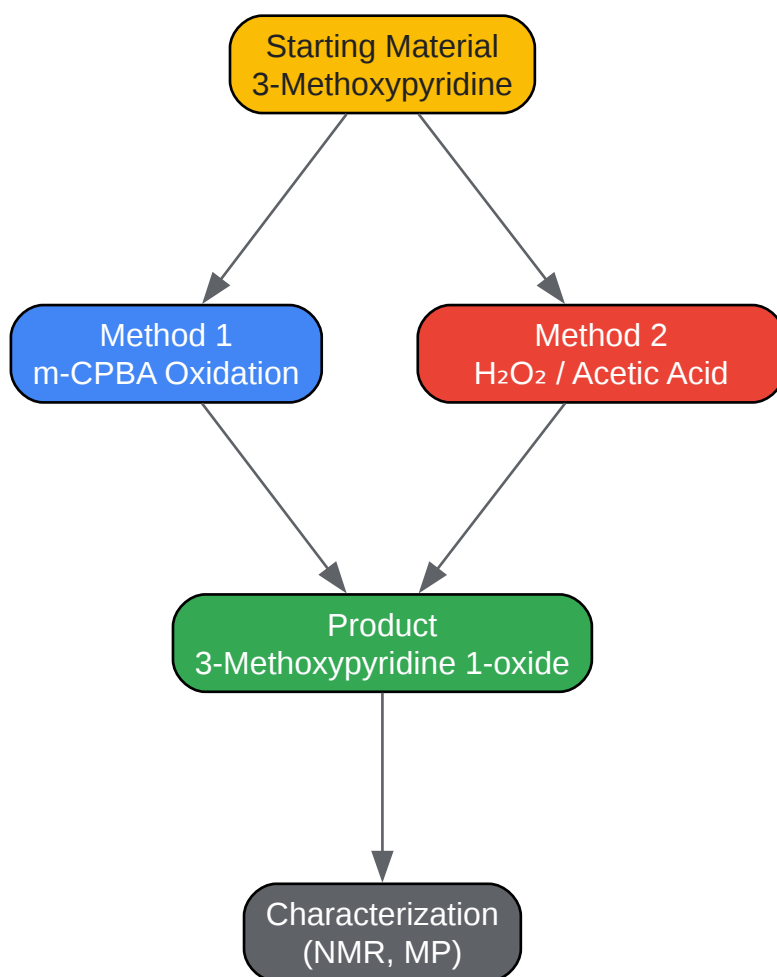 Starting Material
3-Methoxypyridine
Method 1
m-CPBA Oxidation
Method 2
H₂O₂ / Acetic Acid
Product
3-Methoxypyridine 1-oxide
Characterization
(NMR, MP)